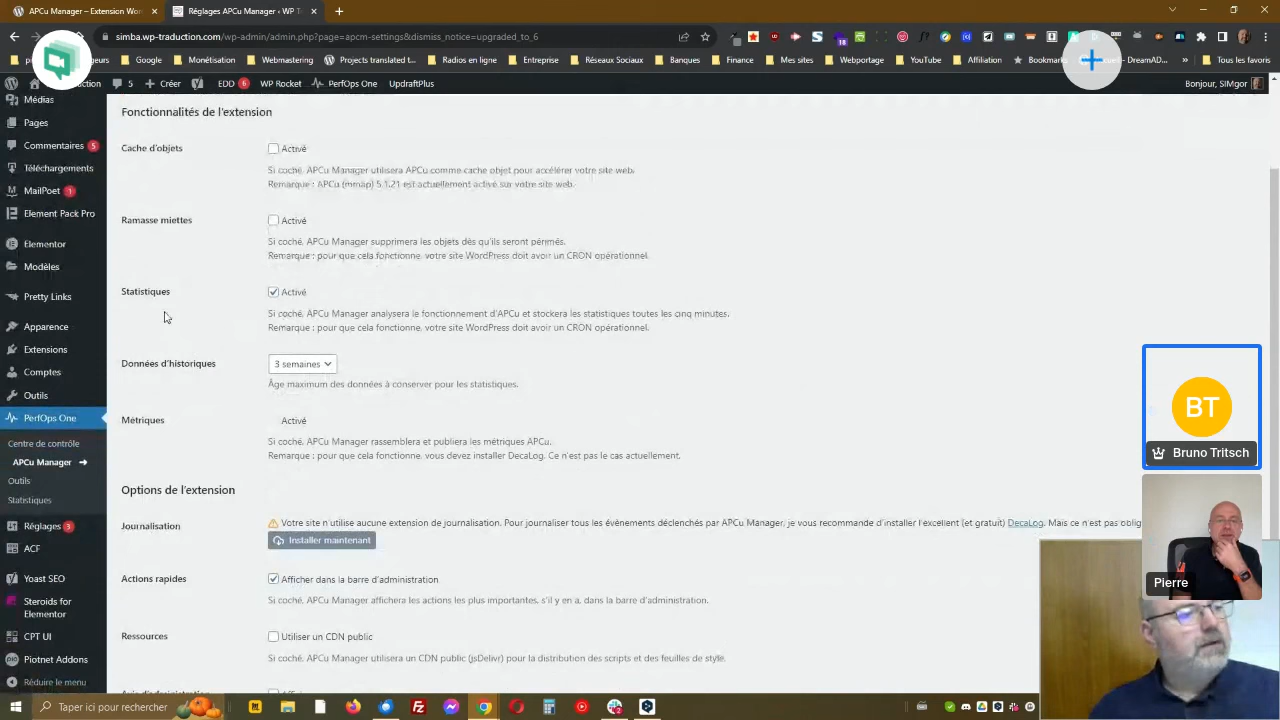 APCu Manager – Extension Wor
Réglages APCu Manager ‹ WP T
simba.wp-traduction.com/wp-admin/admin.php?page=apcm-settings&dismiss_notice=upgraded_to_6
Google
Monétisation
Webmastering
Projects translated t...
Radios en ligne
Entreprise
Réseaux Sociaux
Banques
Finance
Mes sites
Webportage
YouTube
Affiliation
Bookmarks
DreamAD...
Tous les favoris
5
Créer
EDD 6
WP Rocket
PerfOps One
UpdraftPlus
Bonjour, SIMgor
Médias
Pages
Commentaires 5
Téléchargements
MailPoet 1
Element Pack Pro
Elementor
Modèles
Pretty Links
Apparence
Extensions
Comptes
Outils
PerfOps One
Centre de contrôle
APCu Manager
Outils
Statistiques
Réglages 3
ACF
Yoast SEO
Steroids for
Elementor
CPT UI
Piotnet Addons
Réduire le menu
Fonctionnalités de l'extension
Cache d'objets
Activé
Si coché, APCu Manager utilisera APCu comme cache objet pour accélérer votre site web.
Remarque : APCu (mmap) 5.1.21 est actuellement activé sur votre site web.
Ramasse miettes
Activé
Si coché, APCu Manager supprimera les objets dès qu'ils seront périmés.
Remarque : pour que cela fonctionne, votre site WordPress doit avoir un CRON opérationnel.
Statistiques
Activé
Si coché, APCu Manager analysera le fonctionnement d'APCu et stockera les statistiques toutes les cinq minutes.
Remarque : pour que cela fonctionne, votre site WordPress doit avoir un CRON opérationnel.
Données d'historiques
3 semaines
Âge maximum des données à conserver pour les statistiques.
Métriques
Activé
Si coché, APCu Manager rassemblera et publiera les métriques APCu.
Remarque : pour que cela fonctionne, vous devez installer DecaLog. Ce n'est pas le cas actuellement.
Options de l'extension
Journalisation
Votre site n'utilise aucune extension de journalisation. Pour journaliser tous les évènements déclenchés par APCu Manager, je vous recommande d'installer l'excellent (et gratuit) DecaLog. Mais ce n'est pas oblig
Installer maintenant
Actions rapides
Afficher dans la barre d'administration
Si coché, APCu Manager affichera les actions les plus importantes, s'il y en a, dans la barre d'administration.
Ressources
Utiliser un CDN public
Si coché, APCu Manager utilisera un CDN public (jsDelivr) pour la distribution des scripts et des feuilles de style.
BT
Bruno Tritsch
Pierre
Taper ici pour rechercher